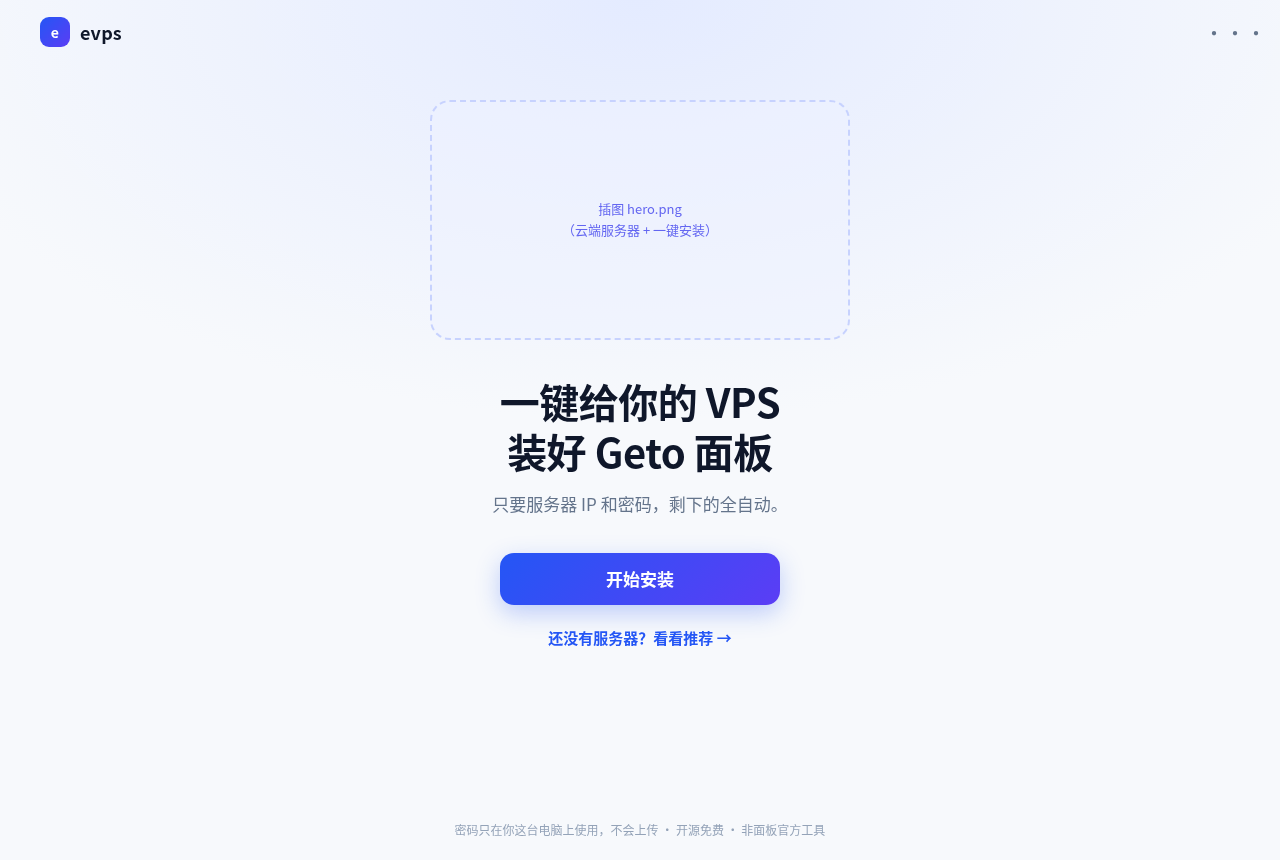 e evps
插图 hero.png
（云端服务器 + 一键安装）
一键给你的 VPS
装好 Geto 面板
只要服务器 IP 和密码，剩下的全自动。
开始安装
还没有服务器？看看推荐 →
密码只在你这台电脑上使用，不会上传 · 开源免费 · 非面板官方工具